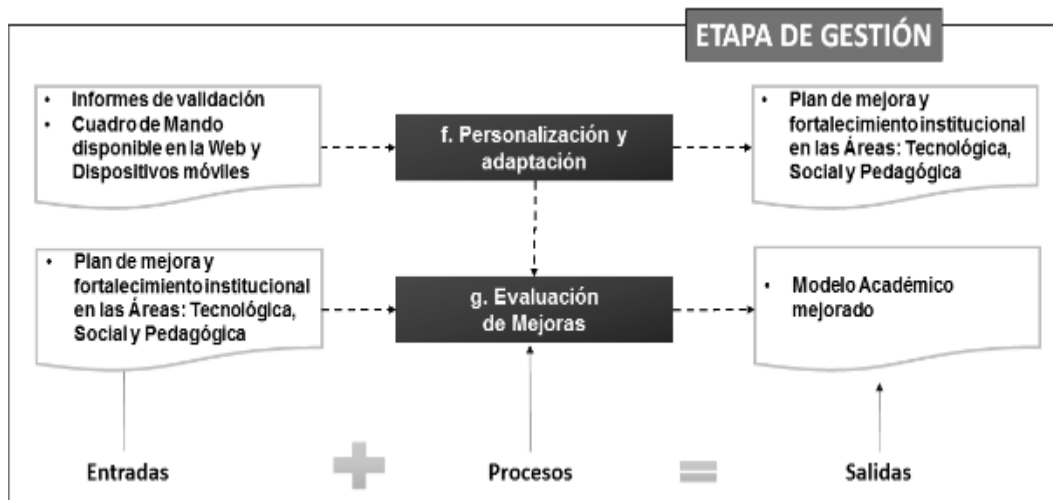 ETAPA DE GESTIÓN
• Informes de validación
• Cuadro de Mando
disponible en la Web y
Dispositivos móviles
f. Personalización y
adaptación
• Plan de mejora y
fortalecimiento institucional
en las Áreas: Tecnológica,
Social y Pedagógica
• Plan de mejora y
fortalecimiento institucional
en las Áreas: Tecnológica,
Social y Pedagógica
g. Evaluación
de Mejoras
• Modelo Académico
mejorado
Entradas
+
Procesos
=
Salidas